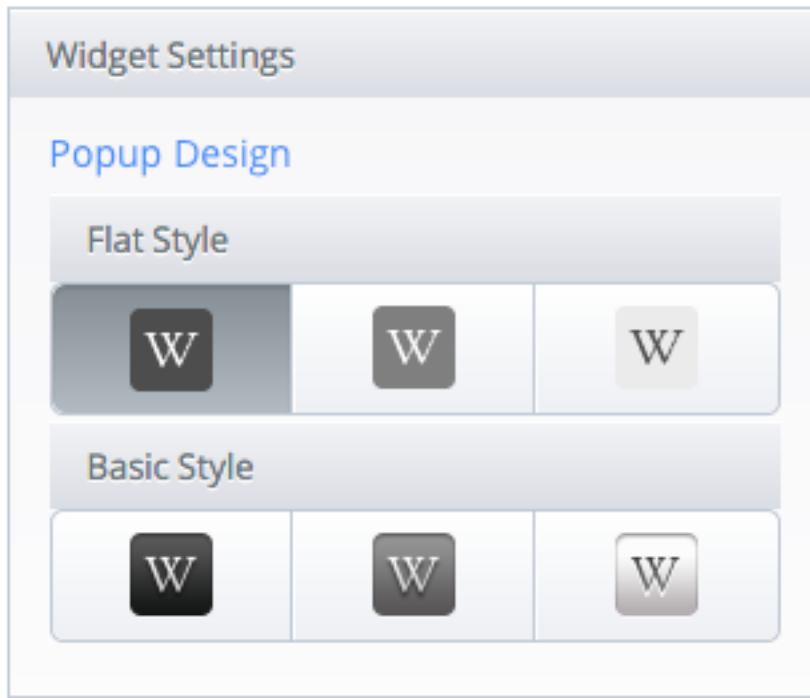 Widget Settings
Popup Design
Flat Style
W W W
Basic Style
W W W